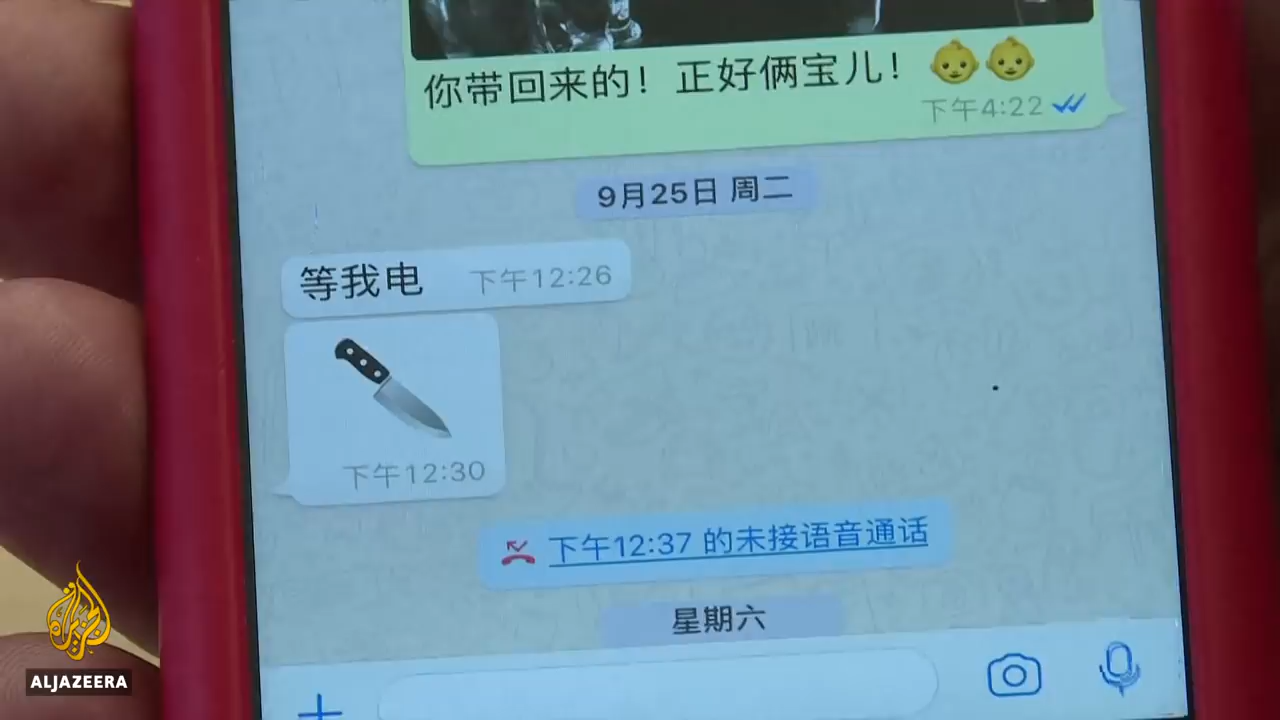 你带回来的！正好俩宝儿！👶👶
下午4:22
9月25日 周二
等我电 下午12:26
下午12:30
下午12:37 的未接语音通话
星期六
ALJAZEERA